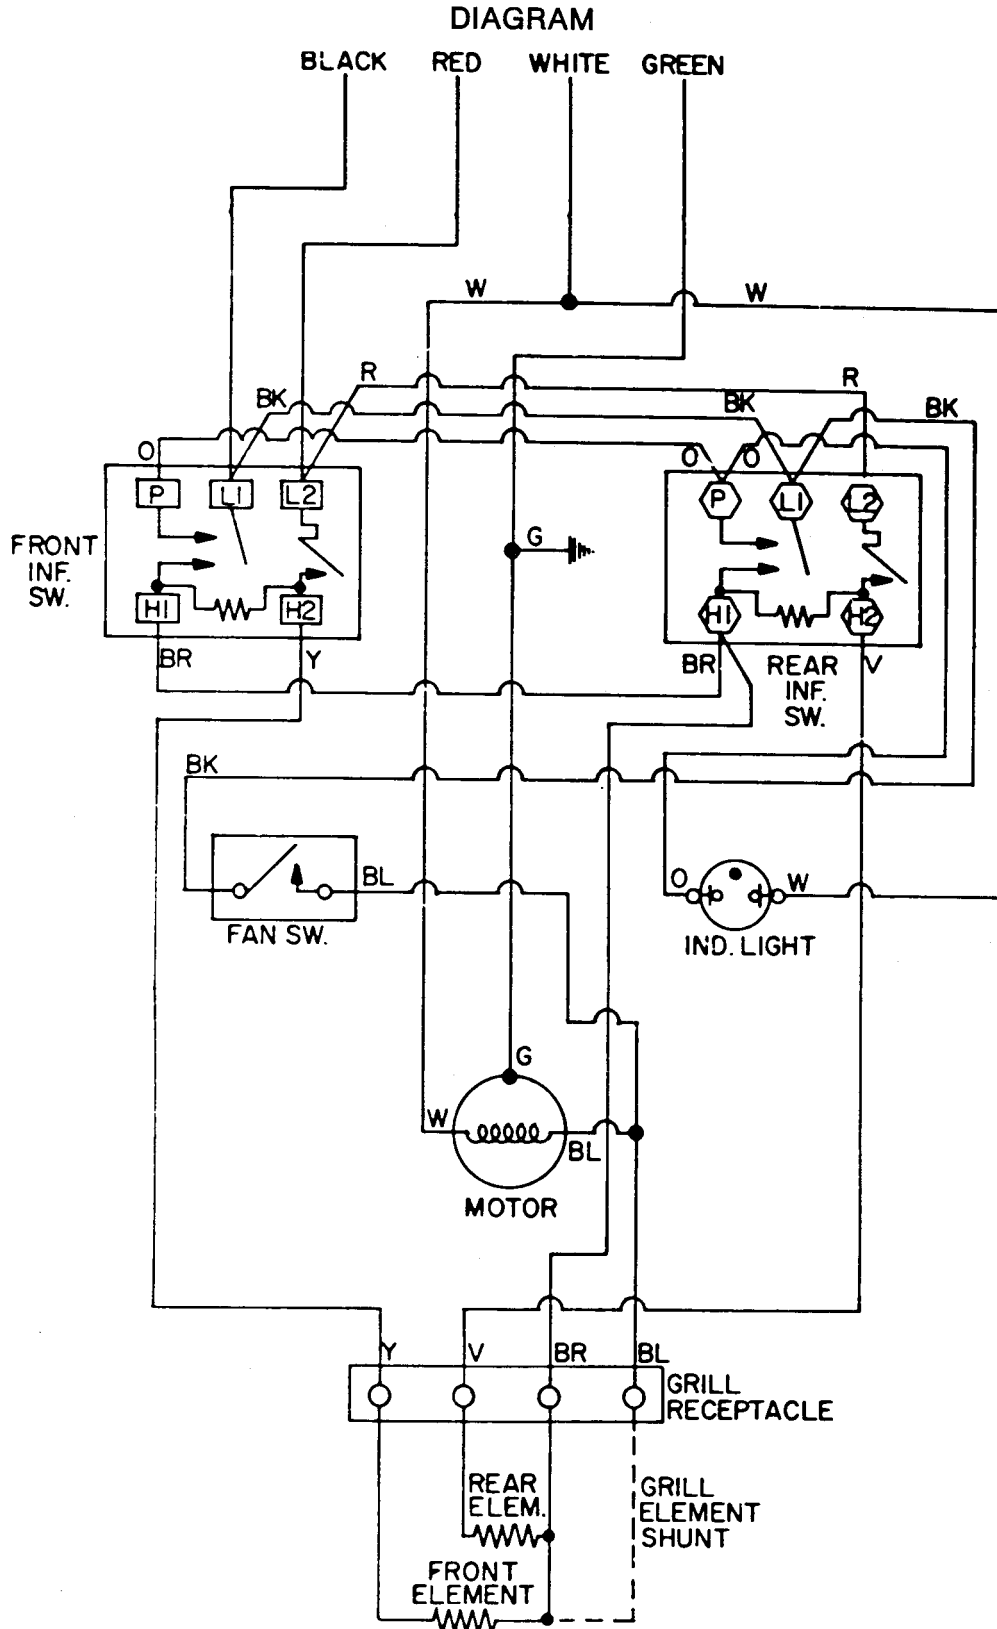 DIAGRAM
BLACK RED WHITE GREEN
W W
R R
BK BK BK
O O O
P L1 L2
P L1 L2
FRONT
INF.
SW.
G
H1 H2
H1 H2
BR Y
BR V
REAR
INF.
SW.
BK
BL
O W
FAN SW.
IND. LIGHT
G
W
BL
MOTOR
Y V BR BL
GRILL
RECEPTACLE
REAR
ELEM.
GRILL
ELEMENT
SHUNT
FRONT
ELEMENT